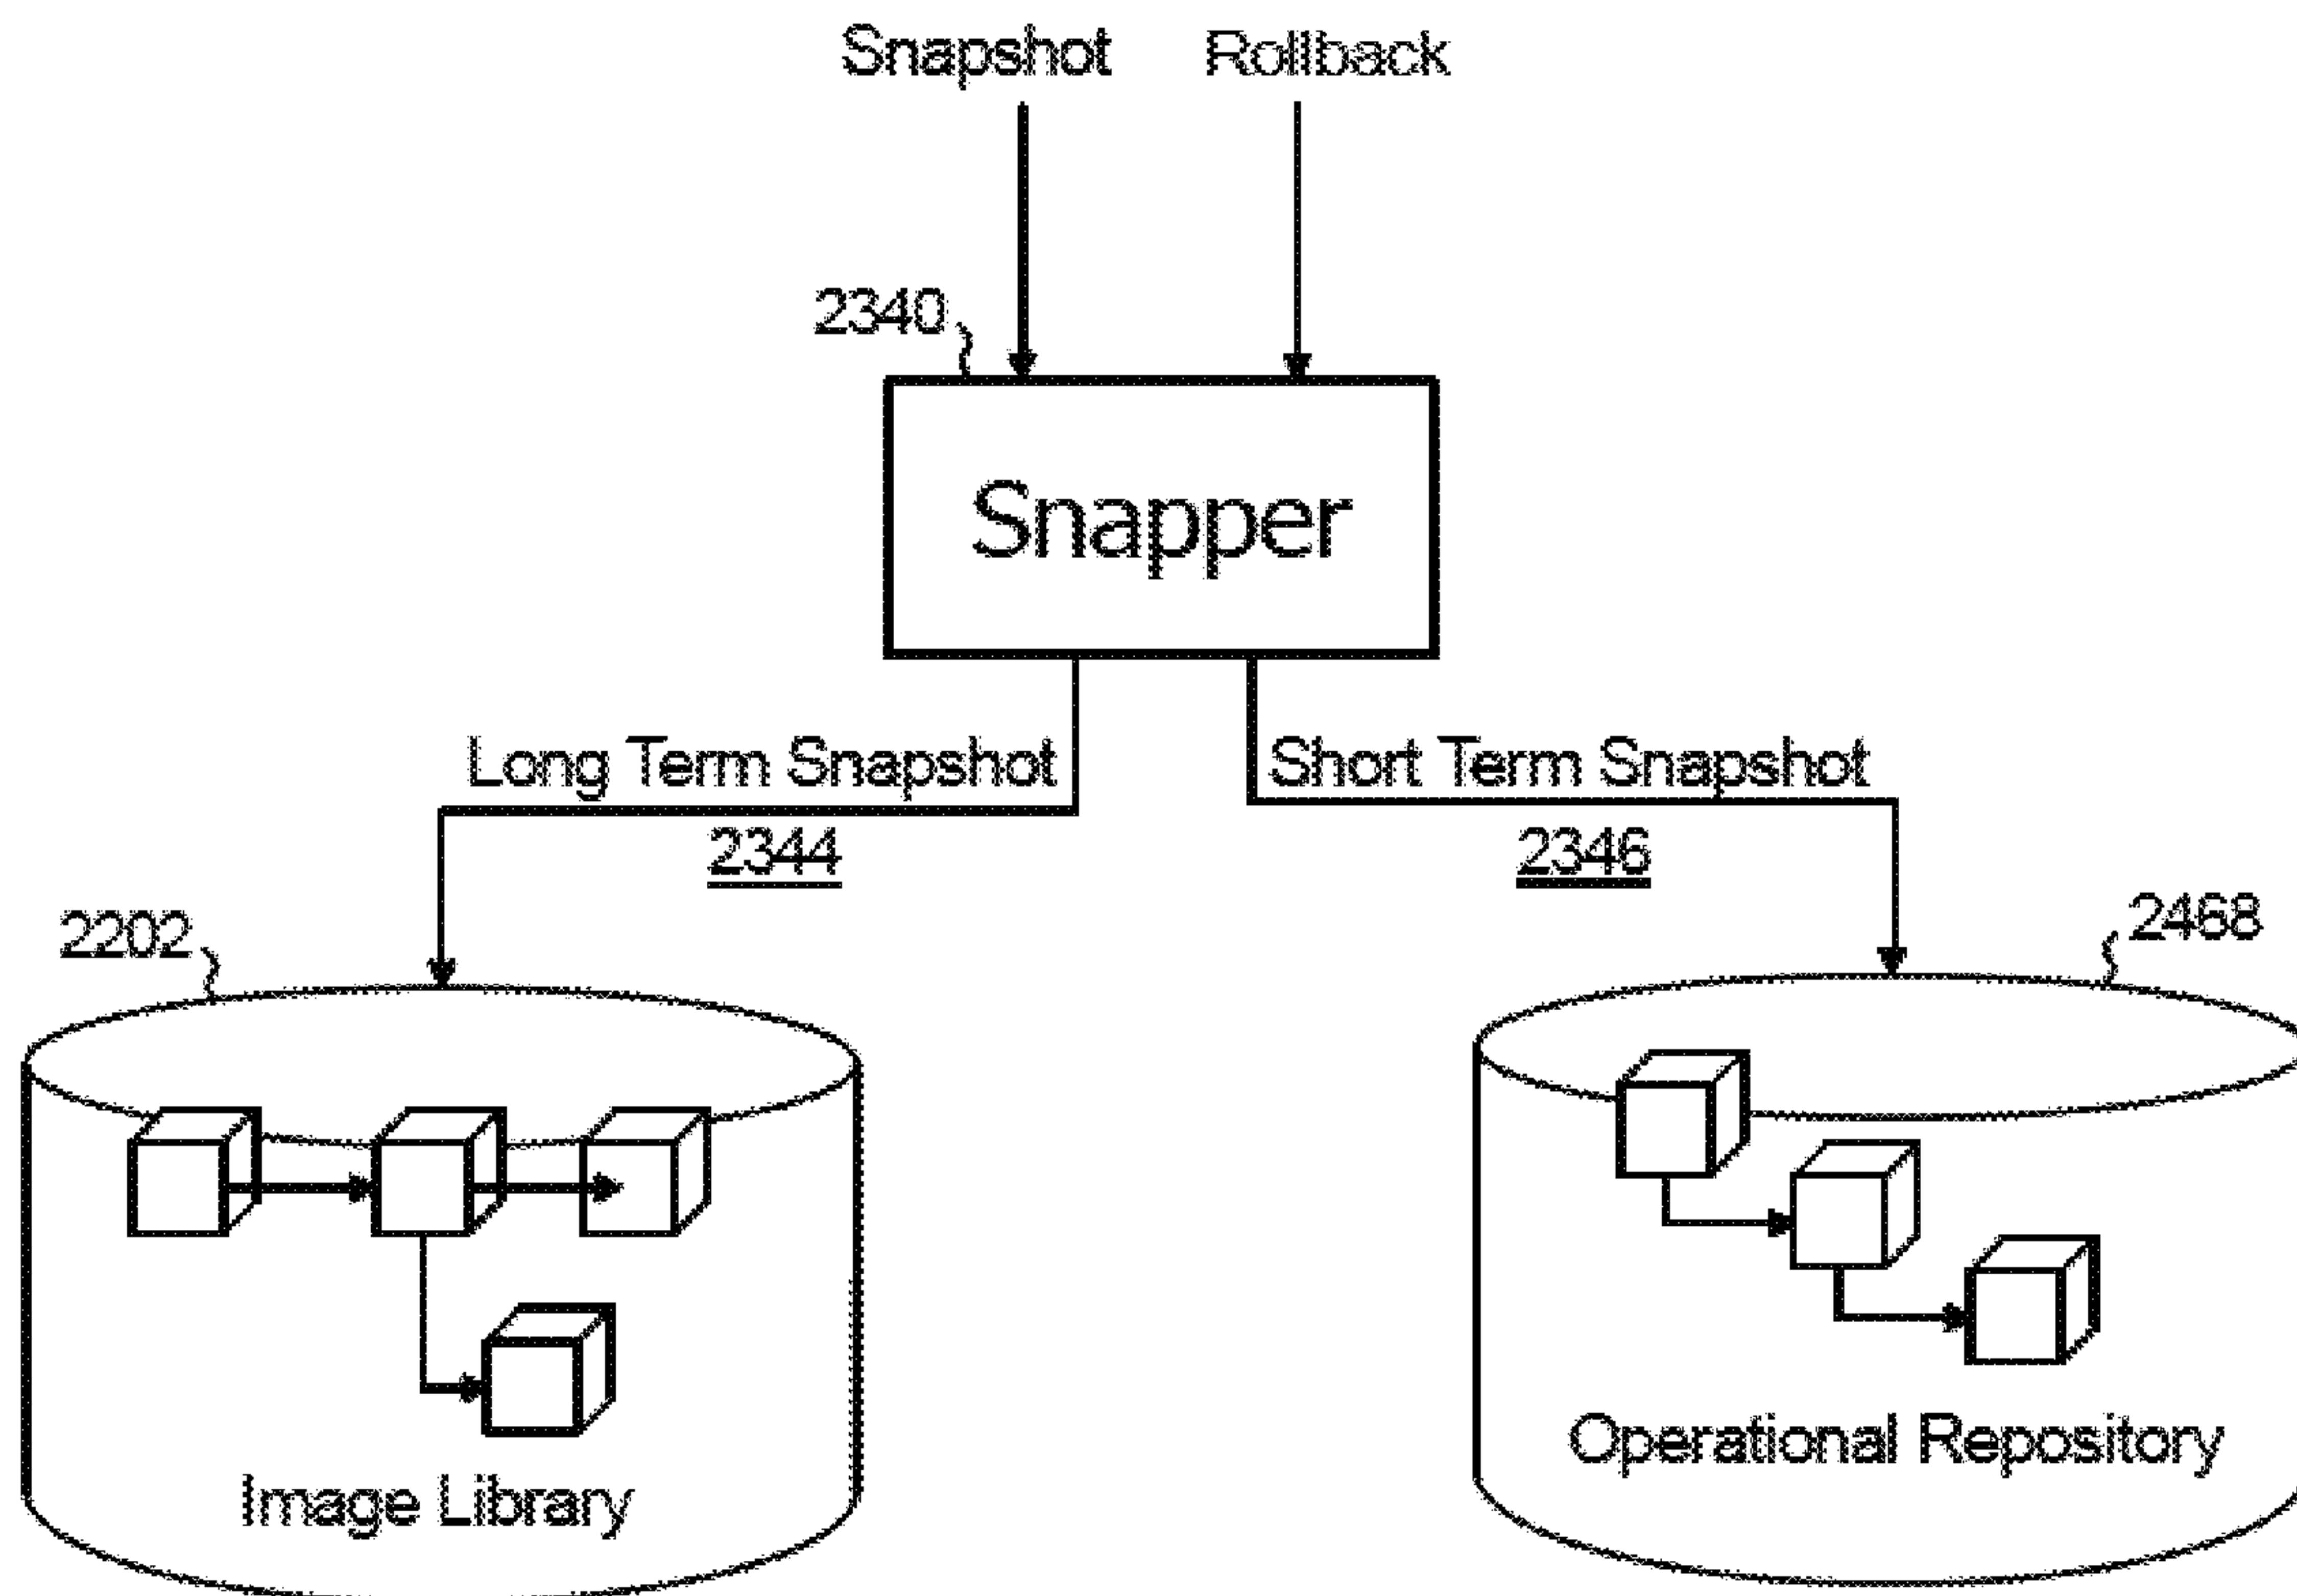 Snapshot Rollback
2340
Snapper
Long Term Snapshot Short Term Snapshot
2344 2346
2202 2468
Operational Repository
Image Library